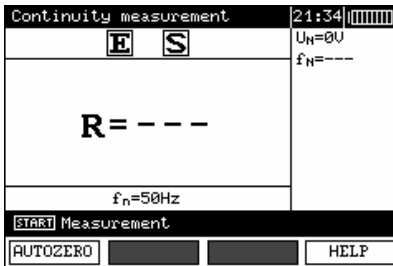 Continuity measurement 21:34
E S
U_N=0V
f_N=---
R=---
f_n=50Hz
START Measurement
AUTOZERO HELP